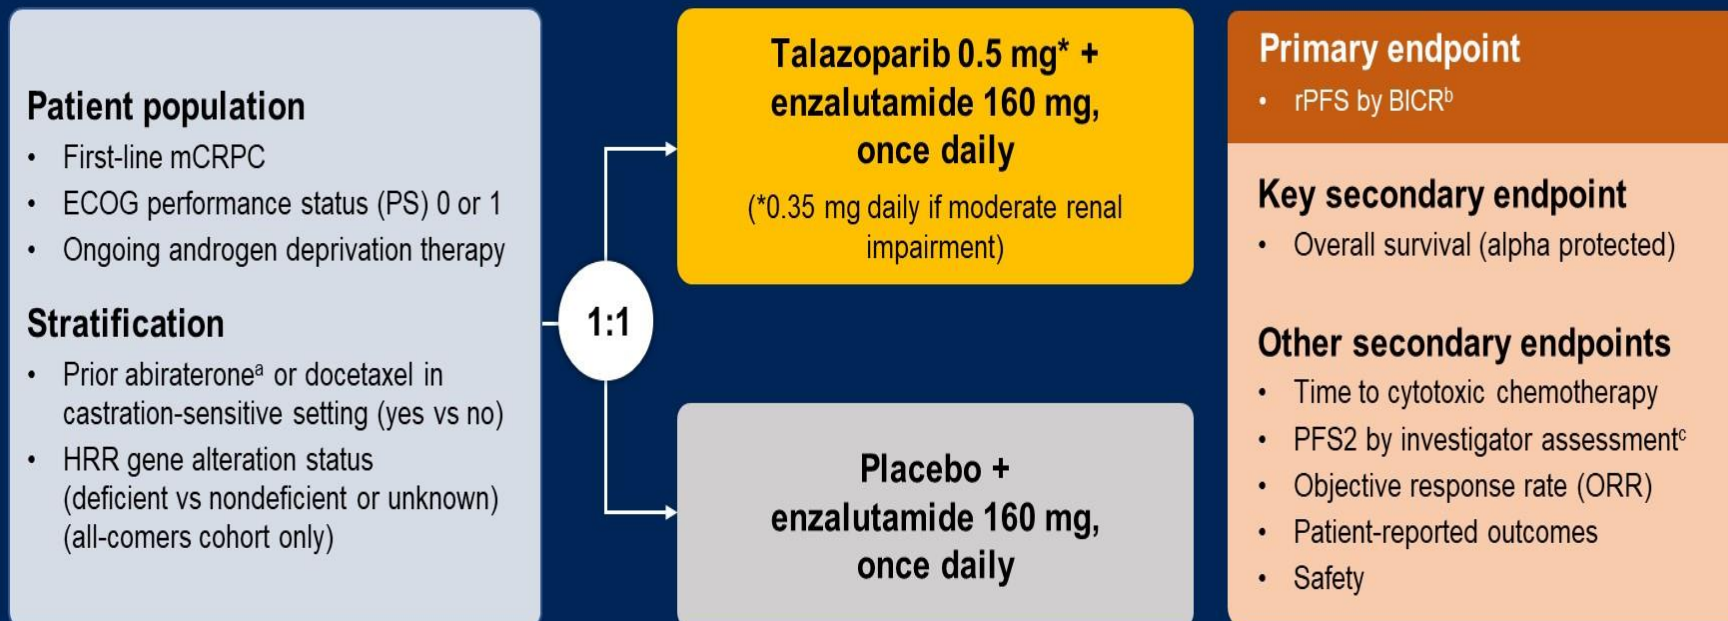 Patient population
• First-line mCRPC
• ECOG performance status (PS) 0 or 1
• Ongoing androgen deprivation therapy
Stratification
• Prior abirateroneᵃ or docetaxel in
castration-sensitive setting (yes vs no)
• HRR gene alteration status
(deficient vs nondeficient or unknown)
(all-comers cohort only)
1:1
Talazoparib 0.5 mg* +
enzalutamide 160 mg,
once daily
(*0.35 mg daily if moderate renal
impairment)
Placebo +
enzalutamide 160 mg,
once daily
Primary endpoint
• rPFS by BICRᵇ
Key secondary endpoint
• Overall survival (alpha protected)
Other secondary endpoints
• Time to cytotoxic chemotherapy
• PFS2 by investigator assessmentᶜ
• Objective response rate (ORR)
• Patient-reported outcomes
• Safety